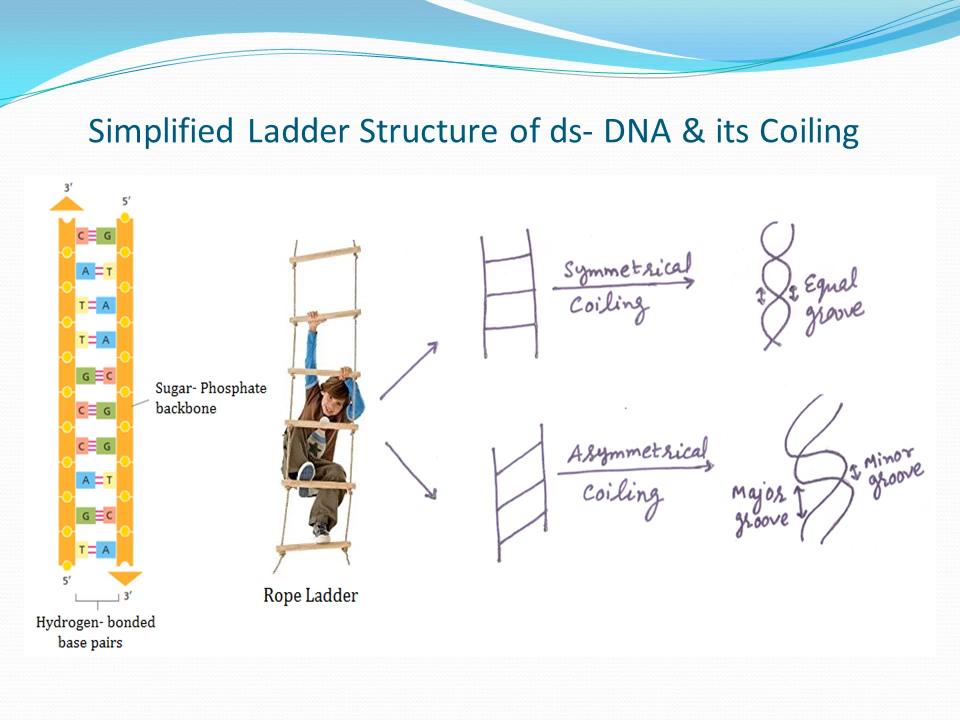 Simplified Ladder Structure of ds- DNA & its Coiling
3'
5'
C G
A T
T A
T A
G C
C G
C G
A T
G C
T A
5'
3'
Sugar- Phosphate
backbone
Hydrogen- bonded
base pairs
Rope Ladder
Symmetrical
Coiling
Equal
groove
Asymmetrical
Coiling
Major
groove
Minor
groove